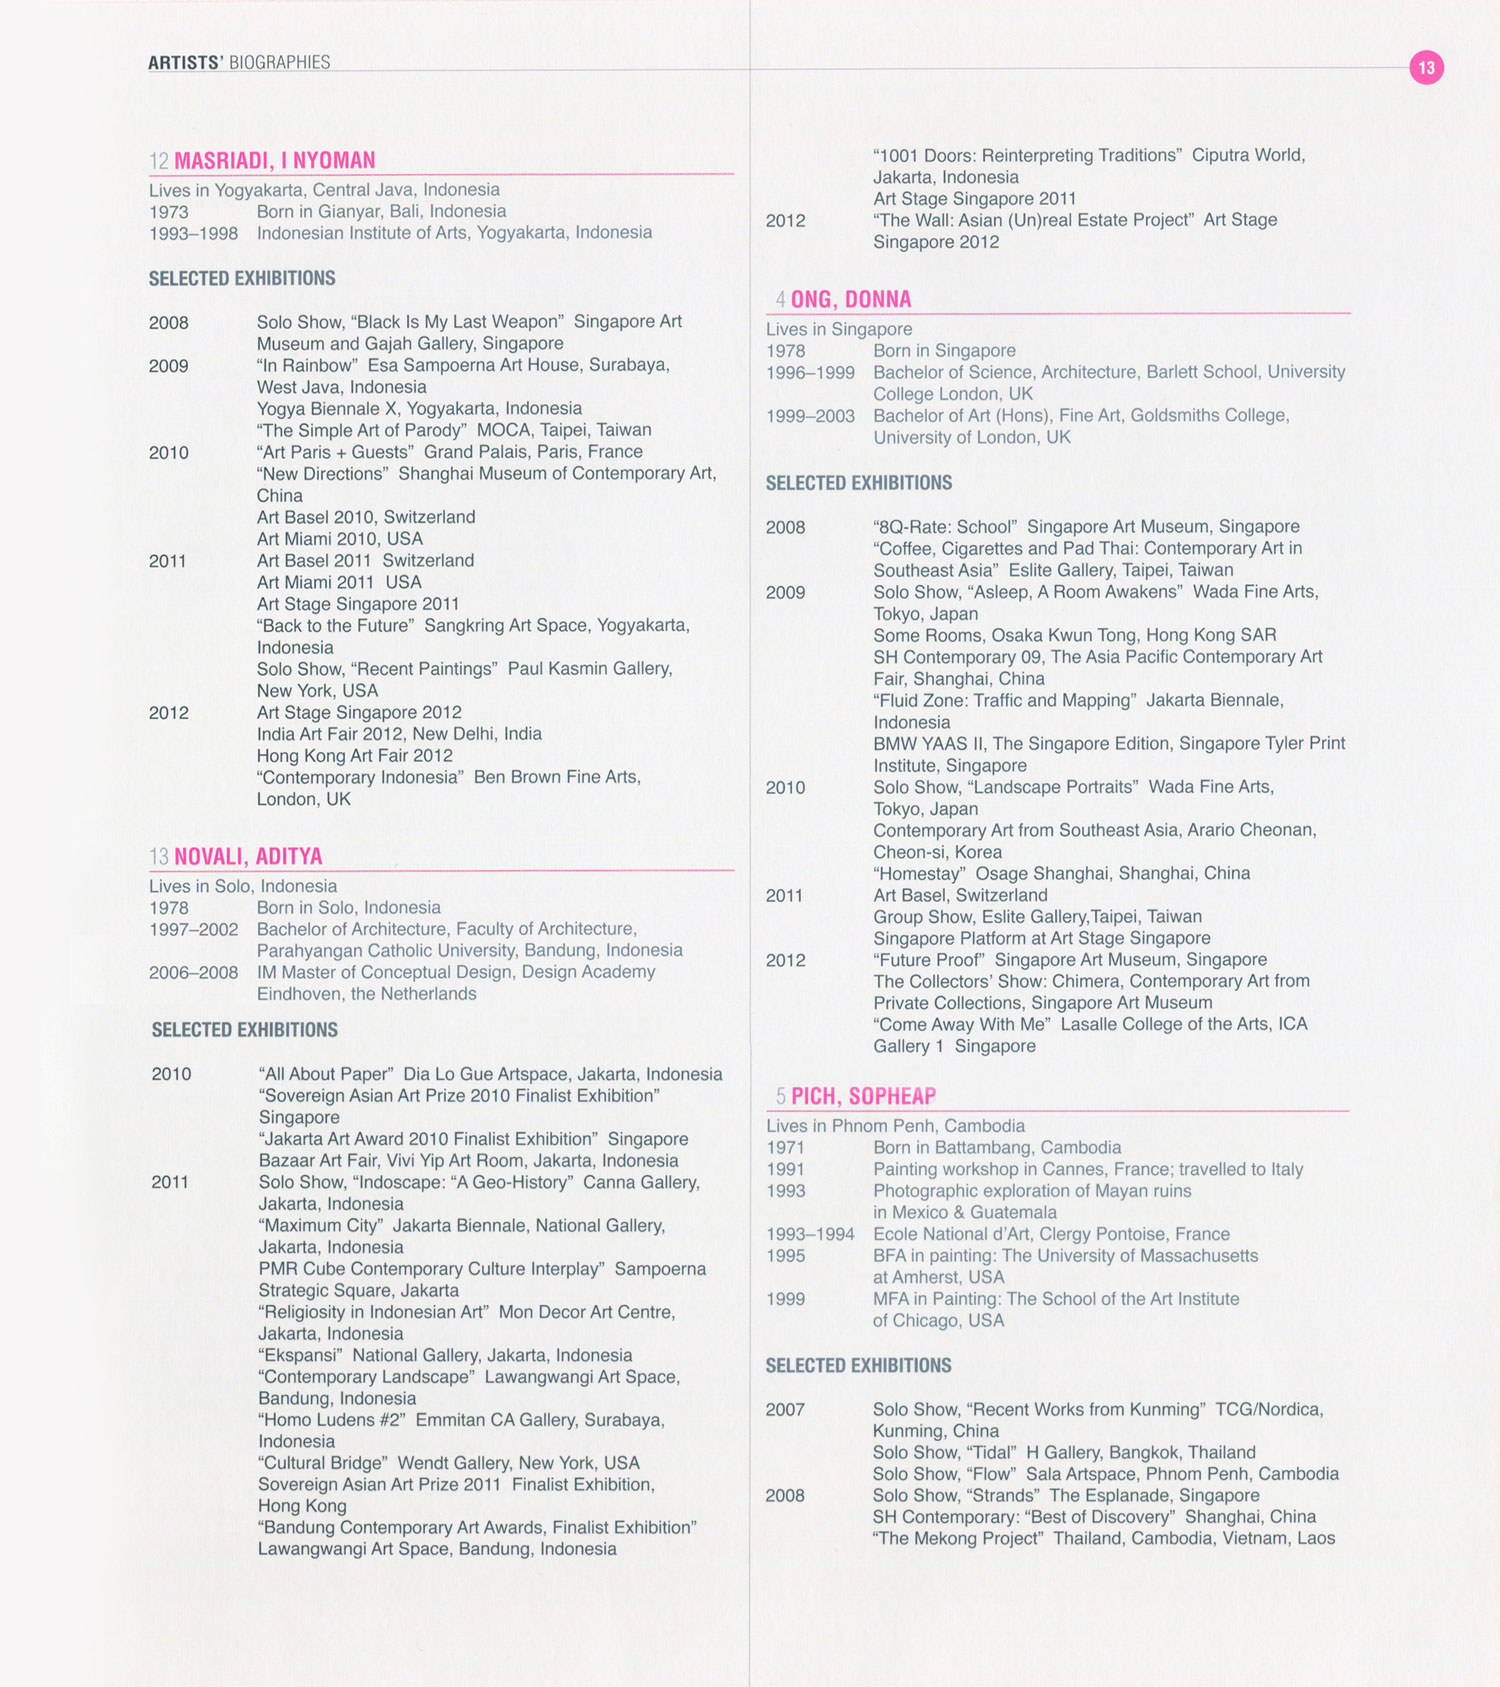 ARTISTS' BIOGRAPHIES
13
12 MASRIADI, I NYOMAN
Lives in Yogyakarta, Central Java, Indonesia
1973 Born in Gianyar, Bali, Indonesia
1993–1998 Indonesian Institute of Arts, Yogyakarta, Indonesia
SELECTED EXHIBITIONS
2008 Solo Show, “Black Is My Last Weapon” Singapore Art
Museum and Gajah Gallery, Singapore
2009 “In Rainbow” Esa Sampoerna Art House, Surabaya,
West Java, Indonesia
Yogya Biennale X, Yogyakarta, Indonesia
“The Simple Art of Parody” MOCA, Taipei, Taiwan
2010 “Art Paris + Guests” Grand Palais, Paris, France
“New Directions” Shanghai Museum of Contemporary Art,
China
Art Basel 2010, Switzerland
Art Miami 2010, USA
2011 Art Basel 2011 Switzerland
Art Miami 2011 USA
Art Stage Singapore 2011
“Back to the Future” Sangkring Art Space, Yogyakarta,
Indonesia
Solo Show, “Recent Paintings” Paul Kasmin Gallery,
New York, USA
2012 Art Stage Singapore 2012
India Art Fair 2012, New Delhi, India
Hong Kong Art Fair 2012
“Contemporary Indonesia” Ben Brown Fine Arts,
London, UK
13 NOVALI, ADITYA
Lives in Solo, Indonesia
1978 Born in Solo, Indonesia
1997–2002 Bachelor of Architecture, Faculty of Architecture,
Parahyangan Catholic University, Bandung, Indonesia
2006–2008 IM Master of Conceptual Design, Design Academy
Eindhoven, the Netherlands
SELECTED EXHIBITIONS
2010 “All About Paper” Dia Lo Gue Artspace, Jakarta, Indonesia
“Sovereign Asian Art Prize 2010 Finalist Exhibition”
Singapore
“Jakarta Art Award 2010 Finalist Exhibition” Singapore
Bazaar Art Fair, Vivi Yip Art Room, Jakarta, Indonesia
2011 Solo Show, “Indoscape: “A Geo-History” Canna Gallery,
Jakarta, Indonesia
“Maximum City” Jakarta Biennale, National Gallery,
Jakarta, Indonesia
PMR Cube Contemporary Culture Interplay” Sampoerna
Strategic Square, Jakarta
“Religiosity in Indonesian Art” Mon Decor Art Centre,
Jakarta, Indonesia
“Ekspansi” National Gallery, Jakarta, Indonesia
“Contemporary Landscape” Lawangwangi Art Space,
Bandung, Indonesia
“Homo Ludens #2” Emmitan CA Gallery, Surabaya,
Indonesia
“Cultural Bridge” Wendt Gallery, New York, USA
Sovereign Asian Art Prize 2011 Finalist Exhibition,
Hong Kong
“Bandung Contemporary Art Awards, Finalist Exhibition”
Lawangwangi Art Space, Bandung, Indonesia
“1001 Doors: Reinterpreting Traditions” Ciputra World,
Jakarta, Indonesia
Art Stage Singapore 2011
2012 “The Wall: Asian (Un)real Estate Project” Art Stage
Singapore 2012
4 ONG, DONNA
Lives in Singapore
1978 Born in Singapore
1996–1999 Bachelor of Science, Architecture, Barlett School, University
College London, UK
1999–2003 Bachelor of Art (Hons), Fine Art, Goldsmiths College,
University of London, UK
SELECTED EXHIBITIONS
2008 “8Q-Rate: School” Singapore Art Museum, Singapore
“Coffee, Cigarettes and Pad Thai: Contemporary Art in
Southeast Asia” Eslite Gallery, Taipei, Taiwan
2009 Solo Show, “Asleep, A Room Awakens” Wada Fine Arts,
Tokyo, Japan
Some Rooms, Osaka Kwun Tong, Hong Kong SAR
SH Contemporary 09, The Asia Pacific Contemporary Art
Fair, Shanghai, China
“Fluid Zone: Traffic and Mapping” Jakarta Biennale,
Indonesia
BMW YAAS II, The Singapore Edition, Singapore Tyler Print
Institute, Singapore
2010 Solo Show, “Landscape Portraits” Wada Fine Arts,
Tokyo, Japan
Contemporary Art from Southeast Asia, Arario Cheonan,
Cheon-si, Korea
“Homestay” Osage Shanghai, Shanghai, China
2011 Art Basel, Switzerland
Group Show, Eslite Gallery,Taipei, Taiwan
Singapore Platform at Art Stage Singapore
2012 “Future Proof” Singapore Art Museum, Singapore
The Collectors’ Show: Chimera, Contemporary Art from
Private Collections, Singapore Art Museum
“Come Away With Me” Lasalle College of the Arts, ICA
Gallery 1 Singapore
5 PICH, SOPHEAP
Lives in Phnom Penh, Cambodia
1971 Born in Battambang, Cambodia
1991 Painting workshop in Cannes, France; travelled to Italy
1993 Photographic exploration of Mayan ruins
in Mexico & Guatemala
1993–1994 Ecole National d’Art, Clergy Pontoise, France
1995 BFA in painting: The University of Massachusetts
at Amherst, USA
1999 MFA in Painting: The School of the Art Institute
of Chicago, USA
SELECTED EXHIBITIONS
2007 Solo Show, “Recent Works from Kunming” TCG/Nordica,
Kunming, China
Solo Show, “Tidal” H Gallery, Bangkok, Thailand
Solo Show, “Flow” Sala Artspace, Phnom Penh, Cambodia
2008 Solo Show, “Strands” The Esplanade, Singapore
SH Contemporary: “Best of Discovery” Shanghai, China
“The Mekong Project” Thailand, Cambodia, Vietnam, Laos